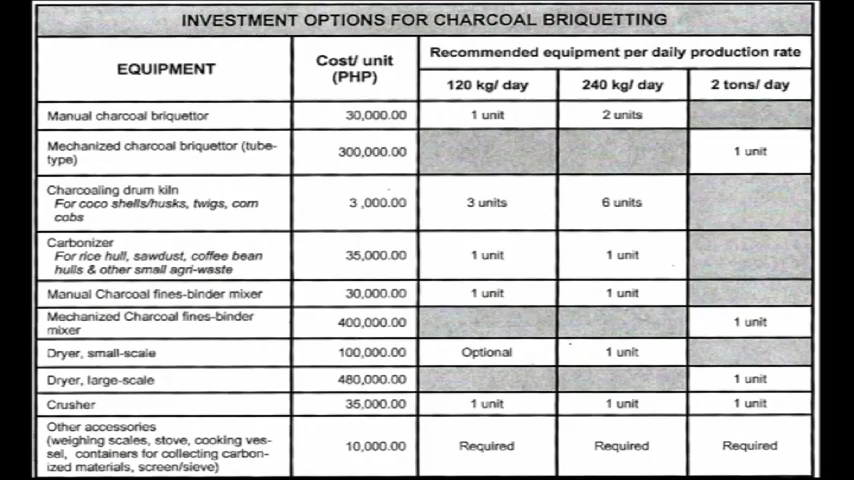 INVESTMENT OPTIONS FOR CHARCOAL BRIQUETTING
EQUIPMENT
Cost/ unit
(PHP)
Recommended equipment per daily production rate
120 kg/ day
240 kg/ day
2 tons/ day
Manual charcoal briquettor 30,000.00 1 unit 2 units
Mechanized charcoal briquettor (tube-
type) 300,000.00 1 unit
Charcoaling drum kiln
For coco shells/husks, twigs, corn
cobs 3 ,000.00 3 units 6 units
Carbonizer
For rice hull, sawdust, coffee bean
hulls & other small agri-waste 35,000.00 1 unit 1 unit
Manual Charcoal fines-binder mixer 30,000.00 1 unit 1 unit
Mechanized Charcoal fines-binder
mixer 400,000.00 1 unit
Dryer, small-scale 100,000.00 Optional 1 unit
Dryer, large-scale 480,000.00 1 unit
Crusher 35,000.00 1 unit 1 unit 1 unit
Other accessories
(weighing scales, stove, cooking ves-
sel, containers for collecting carbon-
ized materials, screen/sieve) 10,000.00 Required Required Required